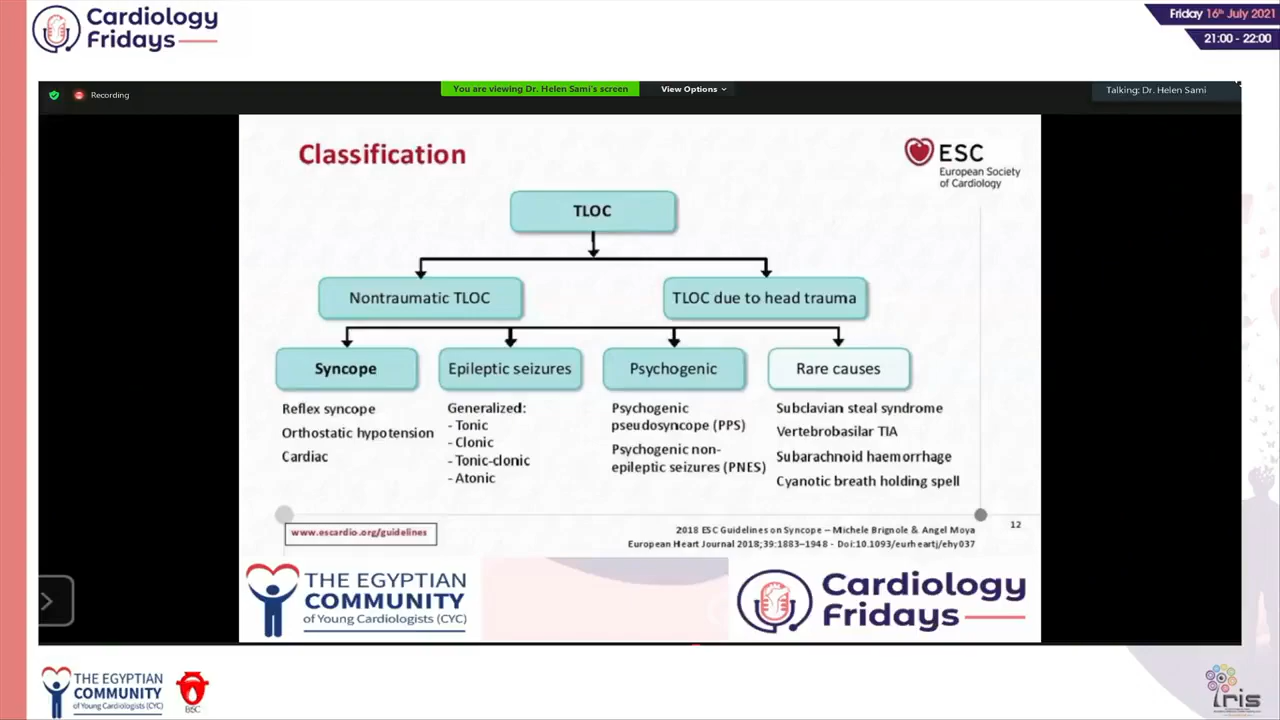 Cardiology
Fridays
Friday 16th July 2021
21:00 - 22:00
Recording
You are viewing Dr. Helen Sami's screen
View Options
Talking: Dr. Helen Sami
Classification
ESC
European Society
of Cardiology
TLOC
Nontraumatic TLOC
TLOC due to head trauma
Syncope
Epileptic seizures
Psychogenic
Rare causes
Reflex syncope
Orthostatic hypotension
Cardiac
Generalized:
- Tonic
- Clonic
- Tonic-clonic
- Atonic
Psychogenic
pseudosyncope (PPS)
Psychogenic non-
epileptic seizures (PNES)
Subclavian steal syndrome
Vertebrobasilar TIA
Subarachnoid haemorrhage
Cyanotic breath holding spell
12
www.escardio.org/guidelines
2018 ESC Guidelines on Syncope – Michele Brignole & Angel Moya
European Heart Journal 2018;39:1883–1948 - Doi:10.1093/eurheartj/ehy037
THE EGYPTIAN
COMMUNITY
of Young Cardiologists (CYC)
Cardiology
Fridays
THE EGYPTIAN
COMMUNITY
of Young Cardiologists (CYC)
BSC
iris